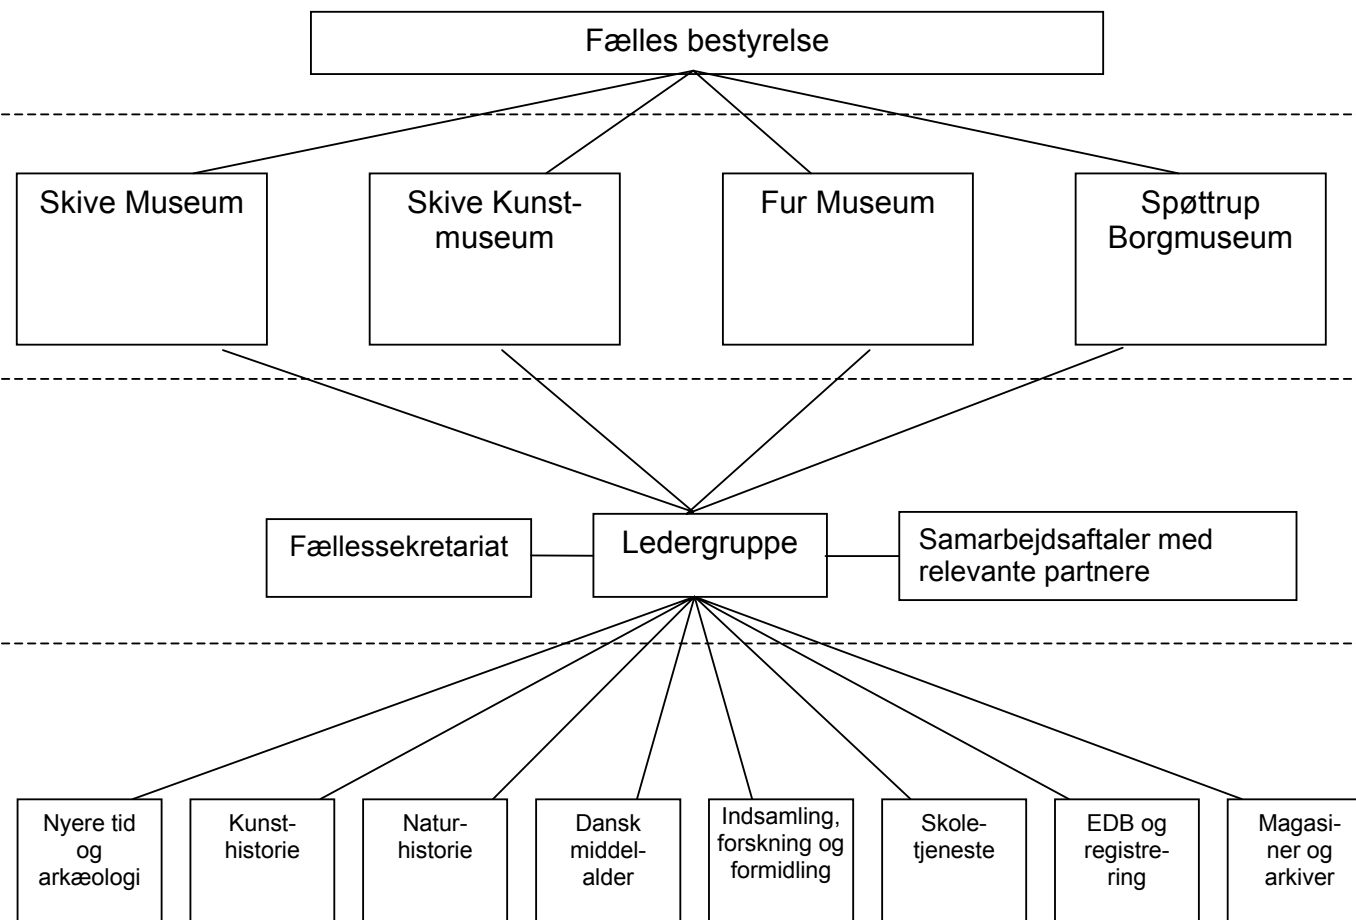 Fælles bestyrelse
Skive Museum
Skive Kunst-
museum
Fur Museum
Spøttrup
Borgmuseum
Fællessekretariat
Ledergruppe
Samarbejdsaftaler med
relevante partnere
Nyere tid
og
arkæologi
Kunst-
historie
Natur-
historie
Dansk
middel-
alder
Indsamling,
forskning og
formidling
Skole-
tjeneste
EDB og
registre-
ring
Magasi-
ner og
arkiver